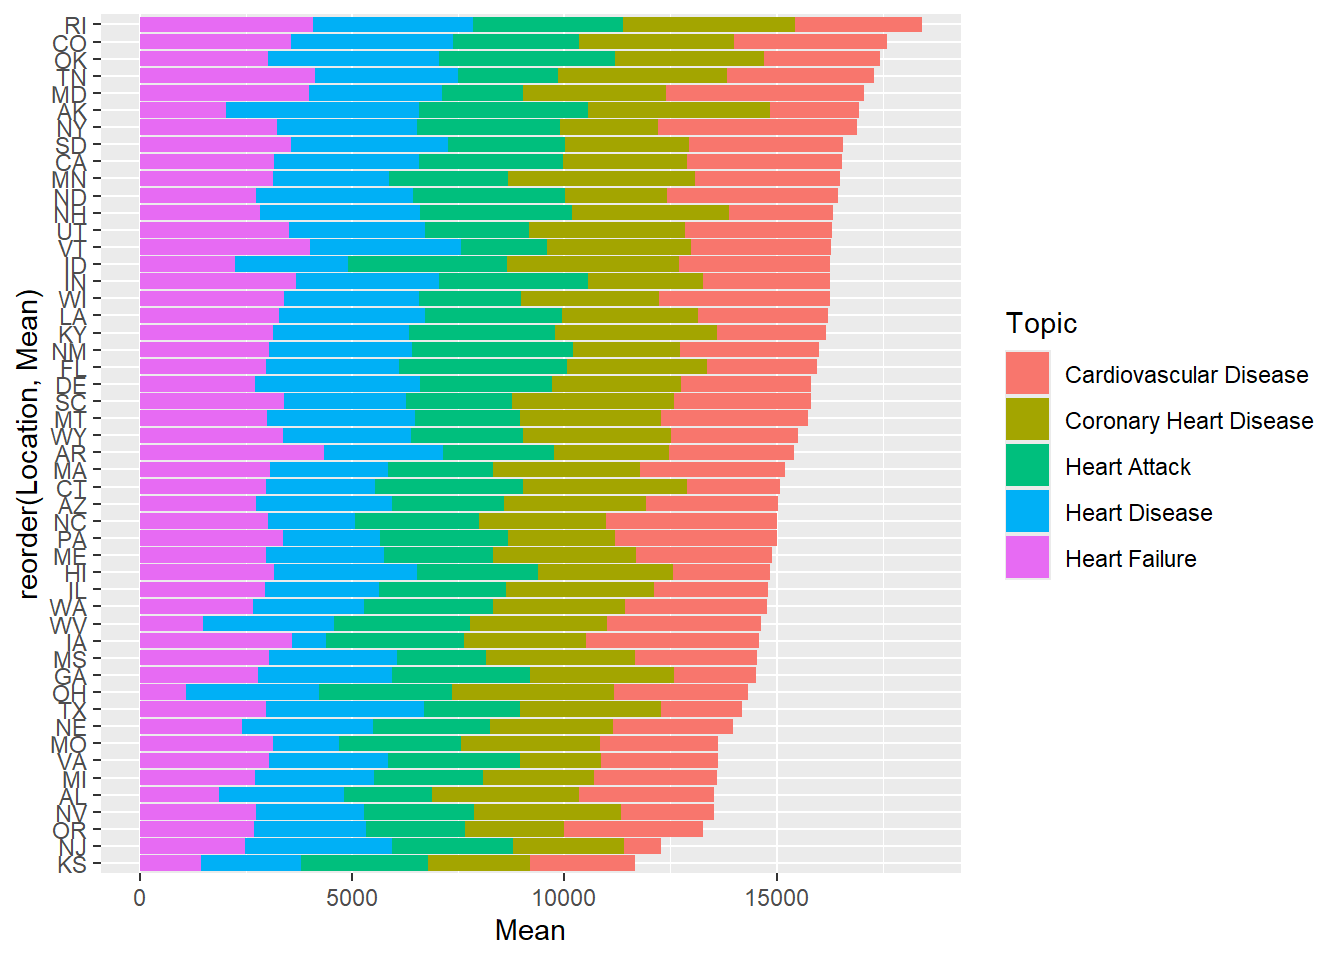 reorder(Location, Mean)
RI
CO
OK
TN
MD
AK
NY
SD
CA
MN
ND
NH
UT
VT
ID
IN
WI
LA
KY
NM
FL
DE
SC
MT
WY
AR
MA
CT
AZ
NC
PA
ME
HI
IL
WA
WV
IA
MS
GA
OH
TX
NE
MO
VA
MI
AL
NV
OR
NJ
KS
0 5000 10000 15000
Mean
Topic
Cardiovascular Disease
Coronary Heart Disease
Heart Attack
Heart Disease
Heart Failure